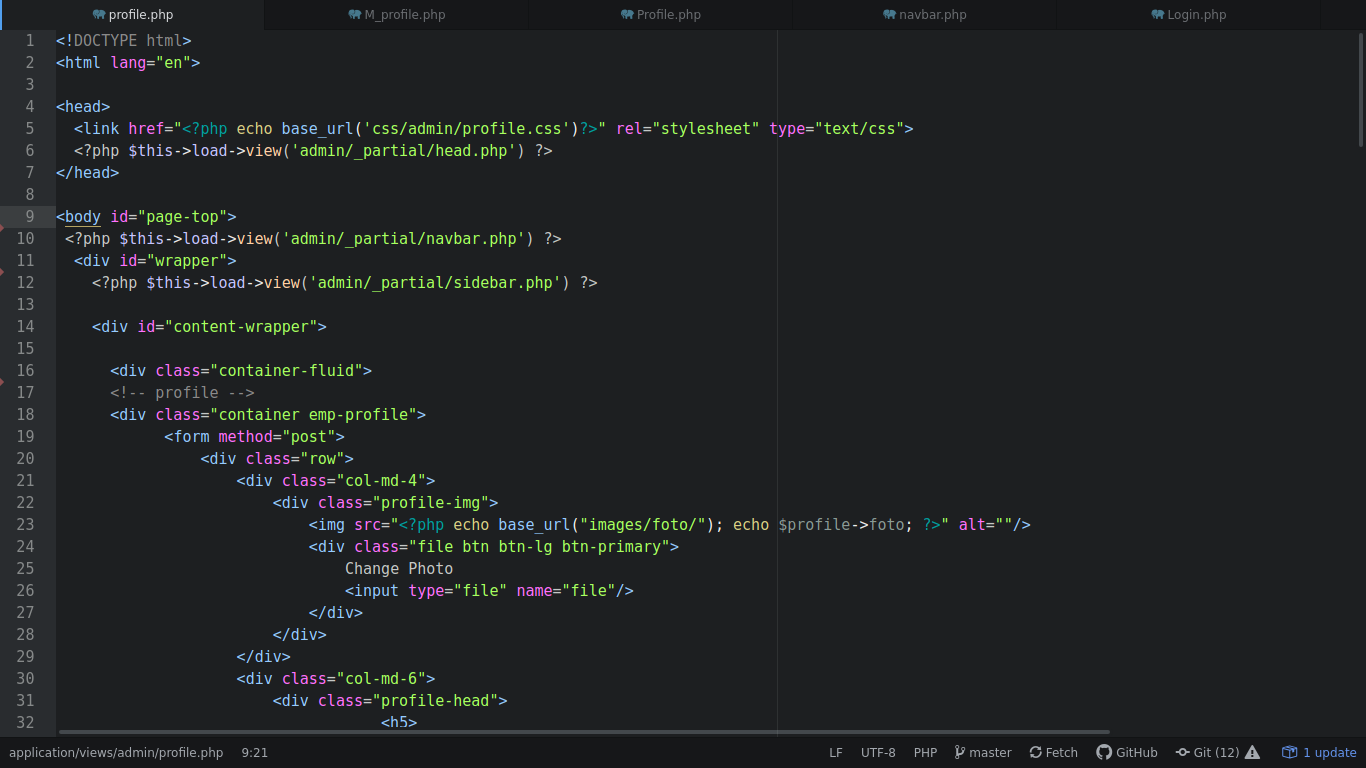 profile.php M_profile.php Profile.php navbar.php Login.php
1 <!DOCTYPE html>
2 <html lang="en">
3
4 <head>
5   <link href="<?php echo base_url('css/admin/profile.css')?>" rel="stylesheet" type="text/css">
6   <?php $this->load->view('admin/_partial/head.php') ?>
7 </head>
8
9 <body id="page-top">
10  <?php $this->load->view('admin/_partial/navbar.php') ?>
11   <div id="wrapper">
12     <?php $this->load->view('admin/_partial/sidebar.php') ?>
13
14     <div id="content-wrapper">
15
16       <div class="container-fluid">
17       <!-- profile -->
18       <div class="container emp-profile">
19             <form method="post">
20                 <div class="row">
21                     <div class="col-md-4">
22                         <div class="profile-img">
23                             <img src="<?php echo base_url("images/foto/"); echo $profile->foto; ?>" alt=""/>
24                             <div class="file btn btn-lg btn-primary">
25                                 Change Photo
26                                 <input type="file" name="file"/>
27                             </div>
28                         </div>
29                     </div>
30                     <div class="col-md-6">
31                         <div class="profile-head">
32                                     <h5>
application/views/admin/profile.php 9:21 LF UTF-8 PHP master Fetch GitHub Git (12) 1 update